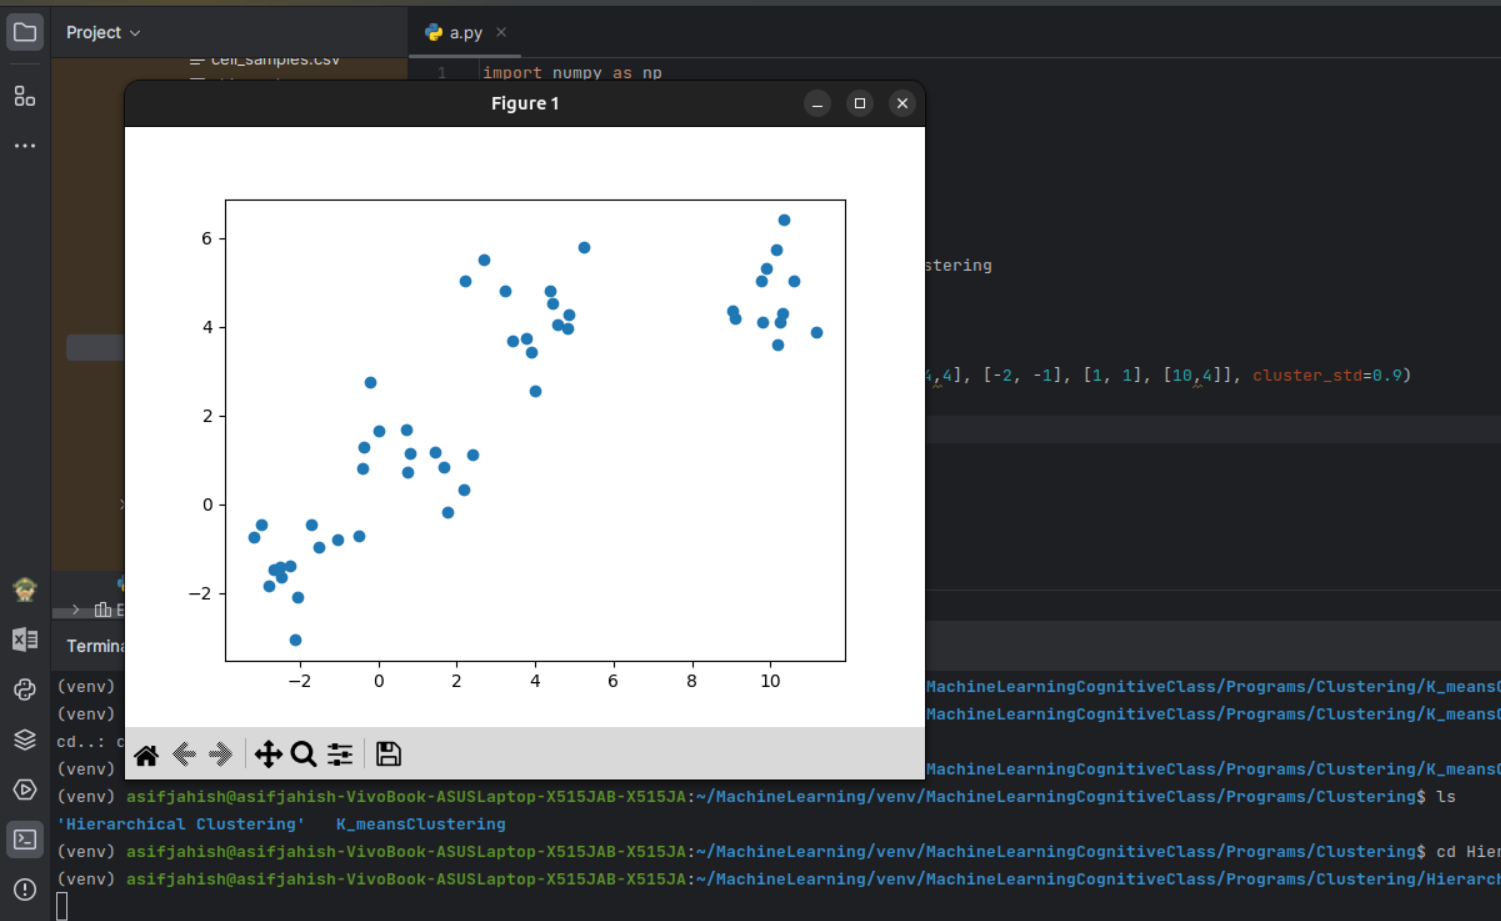 Project
a.py
cell_samples.csv
1 import numpy as np
Figure 1
stering
4,4], [-2, -1], [1, 1], [10,4]], cluster_std=0.9)
6
4
2
0
−2
−2 0 2 4 6 8 10
E
Termina
(venv) MachineLearningCognitiveClass/Programs/Clustering/K_means
(venv) MachineLearningCognitiveClass/Programs/Clustering/K_means
cd..: c
(venv) MachineLearningCognitiveClass/Programs/Clustering/K_means
(venv) asifjahish@asifjahish-VivoBook-ASUSLaptop-X515JAB-X515JA:~/MachineLearning/venv/MachineLearningCognitiveClass/Programs/Clustering$ ls
'Hierarchical Clustering' K_meansClustering
(venv) asifjahish@asifjahish-VivoBook-ASUSLaptop-X515JAB-X515JA:~/MachineLearning/venv/MachineLearningCognitiveClass/Programs/Clustering$ cd Hier
(venv) asifjahish@asifjahish-VivoBook-ASUSLaptop-X515JAB-X515JA:~/MachineLearning/venv/MachineLearningCognitiveClass/Programs/Clustering/Hierarch